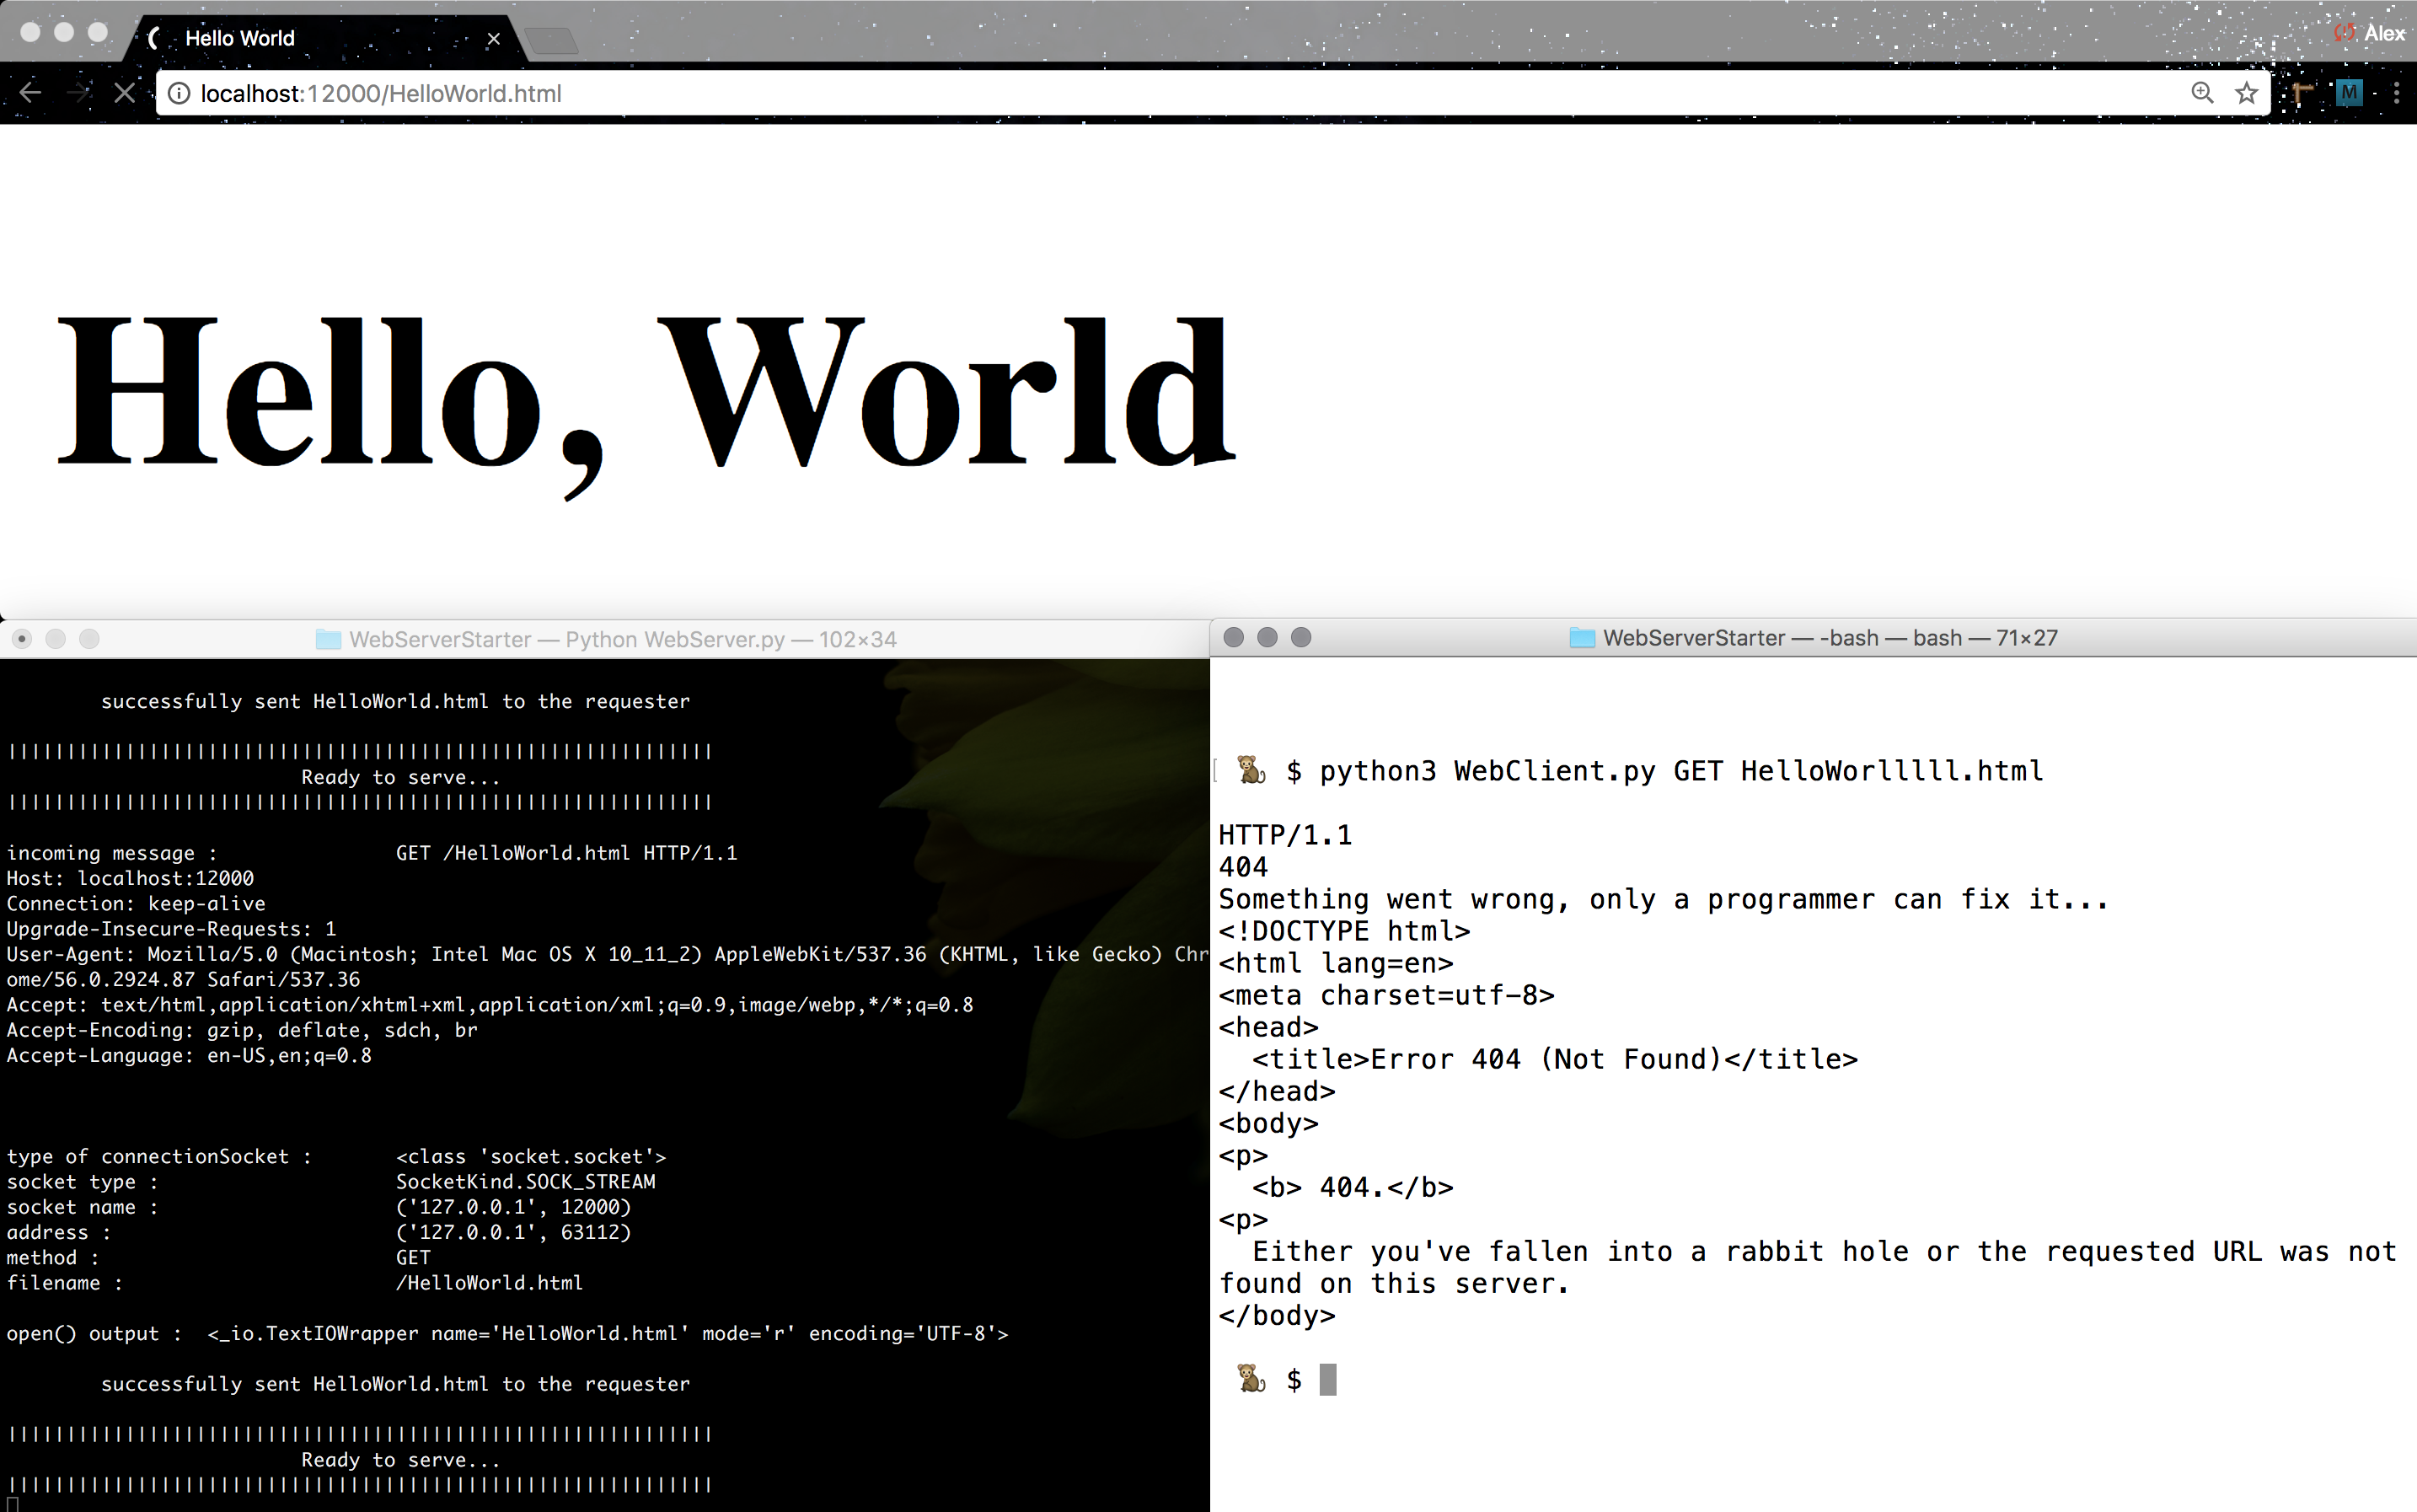 Hello World
Alex
localhost:12000/HelloWorld.html
M
Hello, World
WebServerStarter — Python WebServer.py — 102×34
successfully sent HelloWorld.html to the requester
||||||||||||||||||||||||||||||||||||||||||||||||||||||||||||
Ready to serve...
||||||||||||||||||||||||||||||||||||||||||||||||||||||||||||
incoming message : GET /HelloWorld.html HTTP/1.1
Host: localhost:12000
Connection: keep-alive
Upgrade-Insecure-Requests: 1
User-Agent: Mozilla/5.0 (Macintosh; Intel Mac OS X 10_11_2) AppleWebKit/537.36 (KHTML, like Gecko) Chr
ome/56.0.2924.87 Safari/537.36
Accept: text/html,application/xhtml+xml,application/xml;q=0.9,image/webp,*/*;q=0.8
Accept-Encoding: gzip, deflate, sdch, br
Accept-Language: en-US,en;q=0.8
type of connectionSocket : <class 'socket.socket'>
socket type : SocketKind.SOCK_STREAM
socket name : ('127.0.0.1', 12000)
address : ('127.0.0.1', 63112)
method : GET
filename : /HelloWorld.html
open() output : <_io.TextIOWrapper name='HelloWorld.html' mode='r' encoding='UTF-8'>
successfully sent HelloWorld.html to the requester
||||||||||||||||||||||||||||||||||||||||||||||||||||||||||||
Ready to serve...
||||||||||||||||||||||||||||||||||||||||||||||||||||||||||||
WebServerStarter — -bash — bash — 71×27
[ 🐒 $ python3 WebClient.py GET HelloWorlllll.html
HTTP/1.1
404
Something went wrong, only a programmer can fix it...
<!DOCTYPE html>
<html lang=en>
<meta charset=utf-8>
<head>
<title>Error 404 (Not Found)</title>
</head>
<body>
<p>
<b> 404.</b>
<p>
Either you've fallen into a rabbit hole or the requested URL was not
found on this server.
</body>
🐒 $